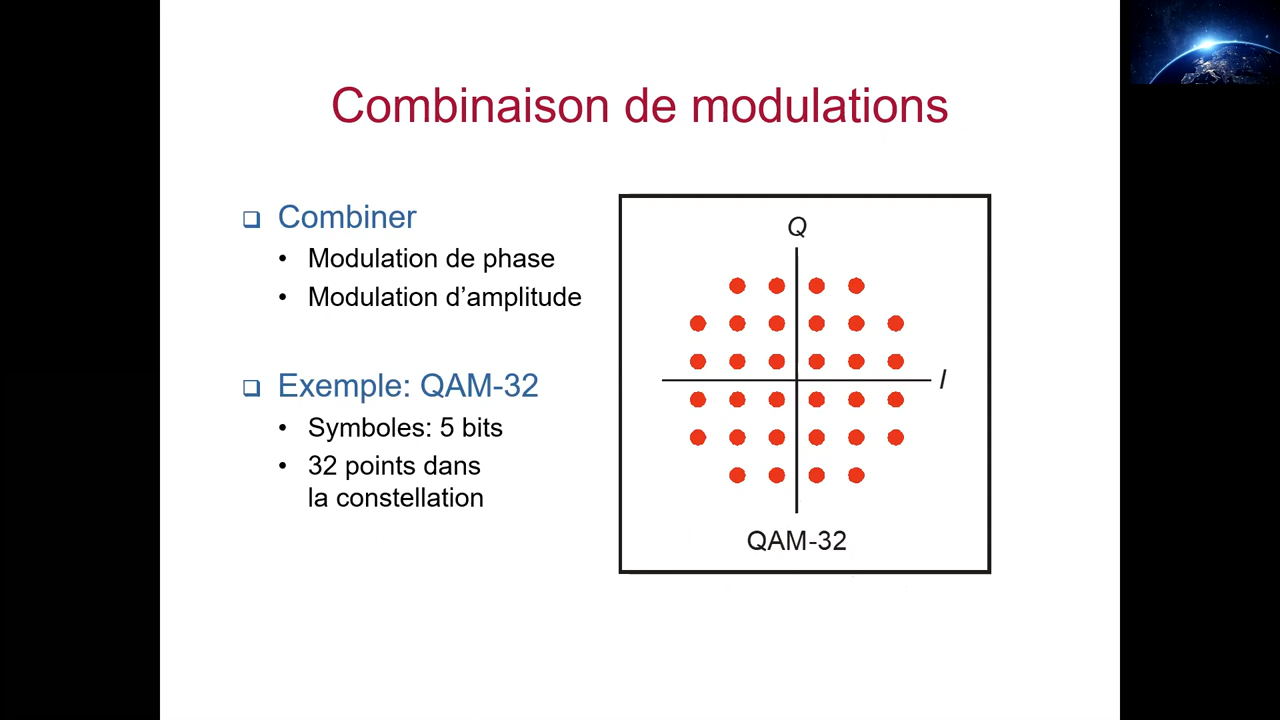 Combinaison de modulations
❑ Combiner
• Modulation de phase
• Modulation d’amplitude
❑ Exemple: QAM-32
• Symboles: 5 bits
• 32 points dans
la constellation
Q
I
QAM-32